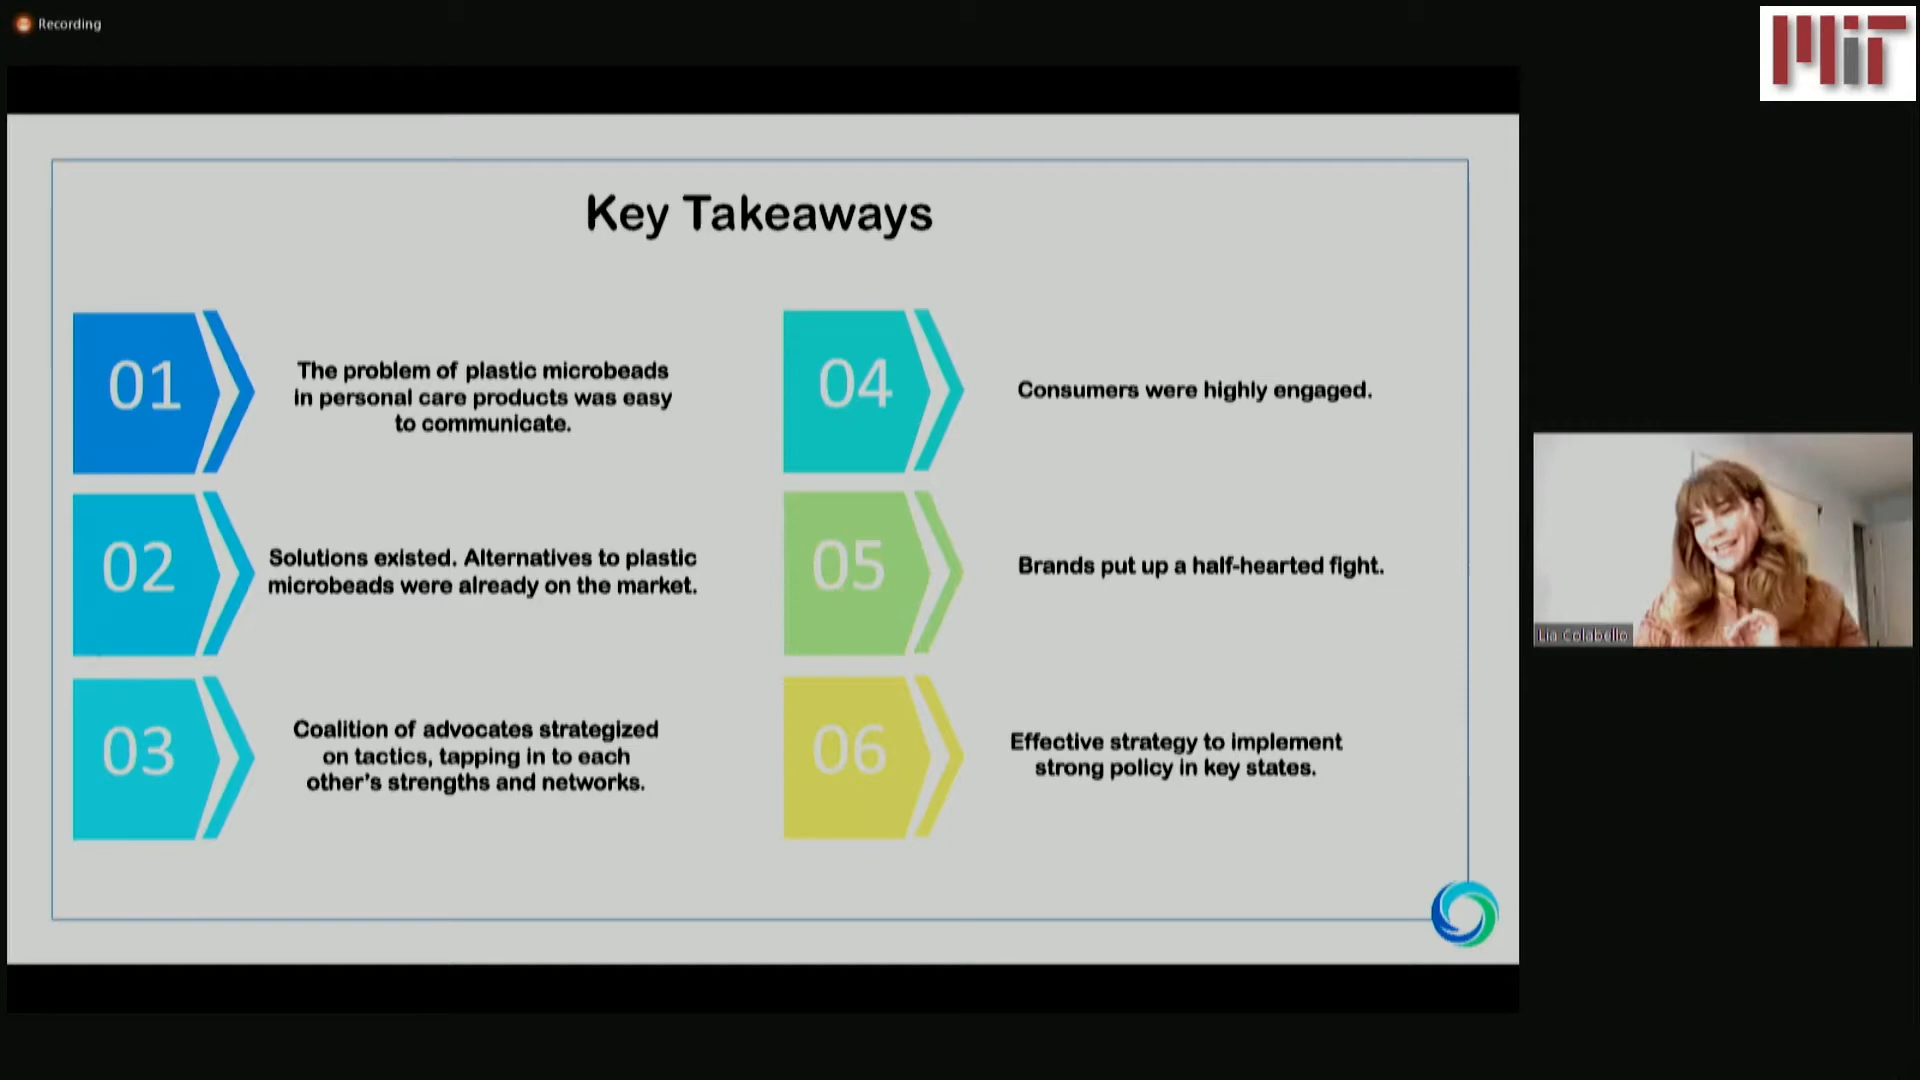 Recording
MIT
Key Takeaways
01
The problem of plastic microbeads
in personal care products was easy
to communicate.
02
Solutions existed. Alternatives to plastic
microbeads were already on the market.
03
Coalition of advocates strategized
on tactics, tapping in to each
other's strengths and networks.
04
Consumers were highly engaged.
05
Brands put up a half-hearted fight.
06
Effective strategy to implement
strong policy in key states.
Lia Colabello